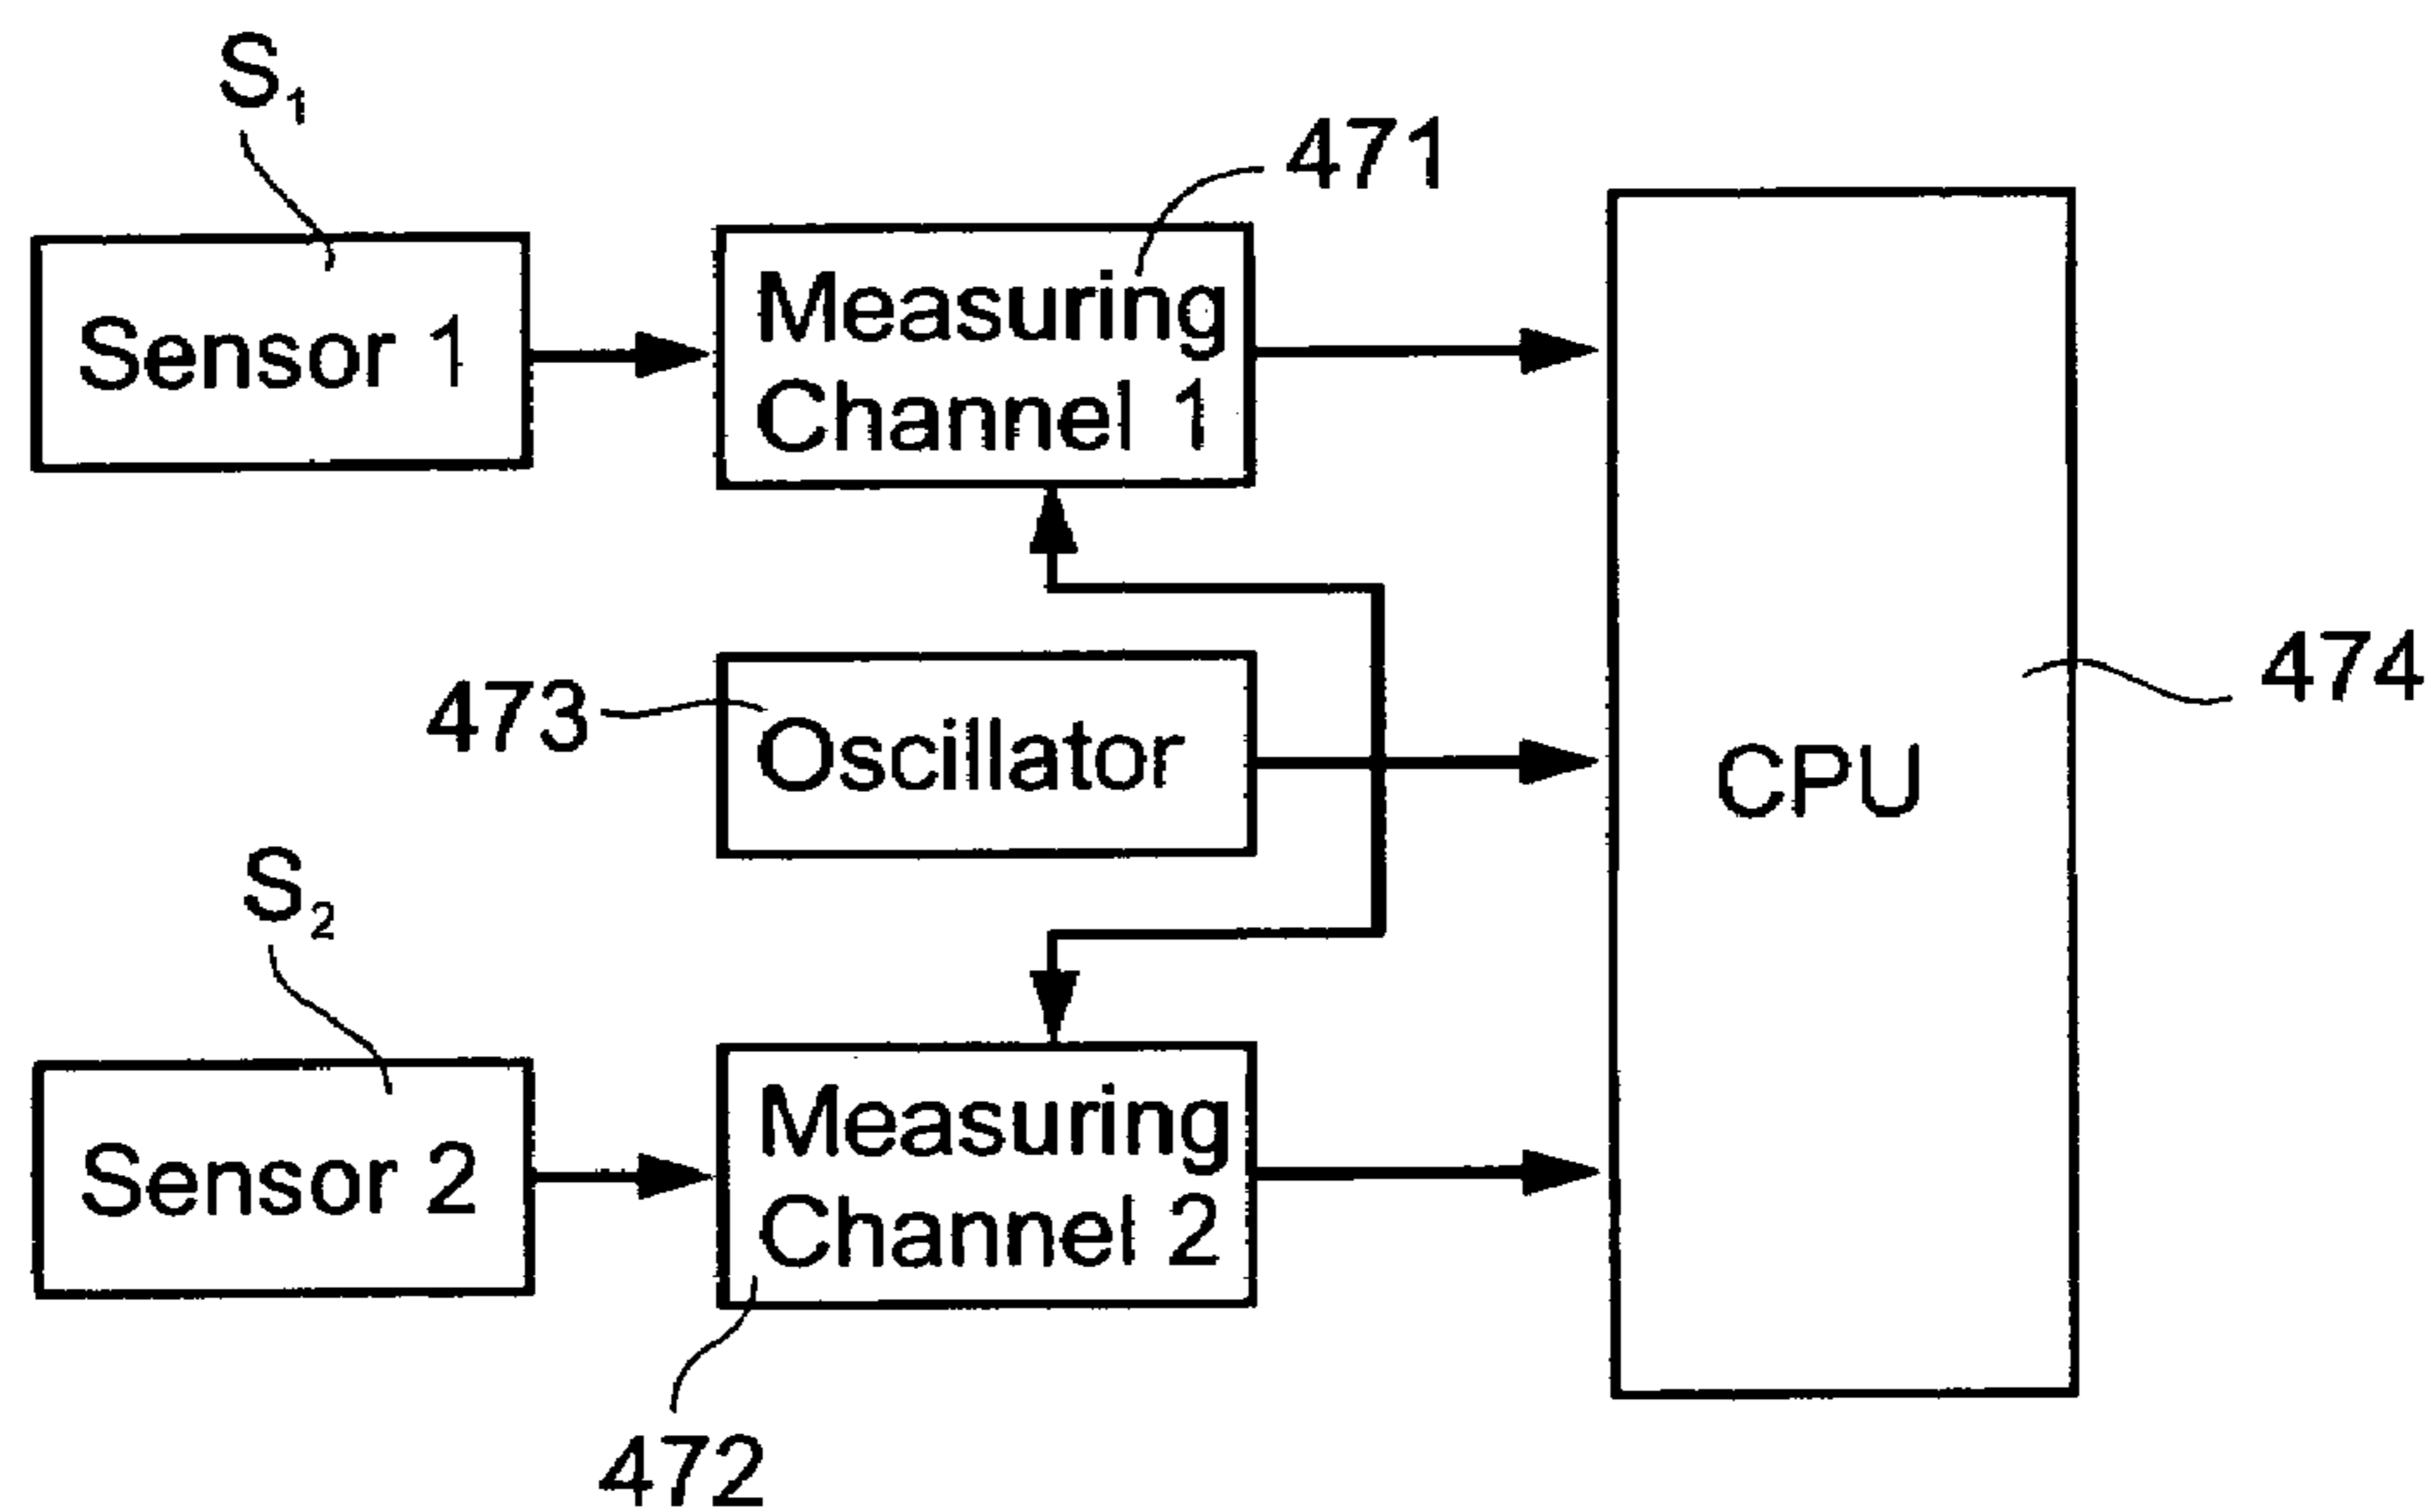 S1
471
Sensor 1
Measuring
Channel 1
473
Oscillator
CPU
474
S2
Sensor 2
Measuring
Channel 2
472